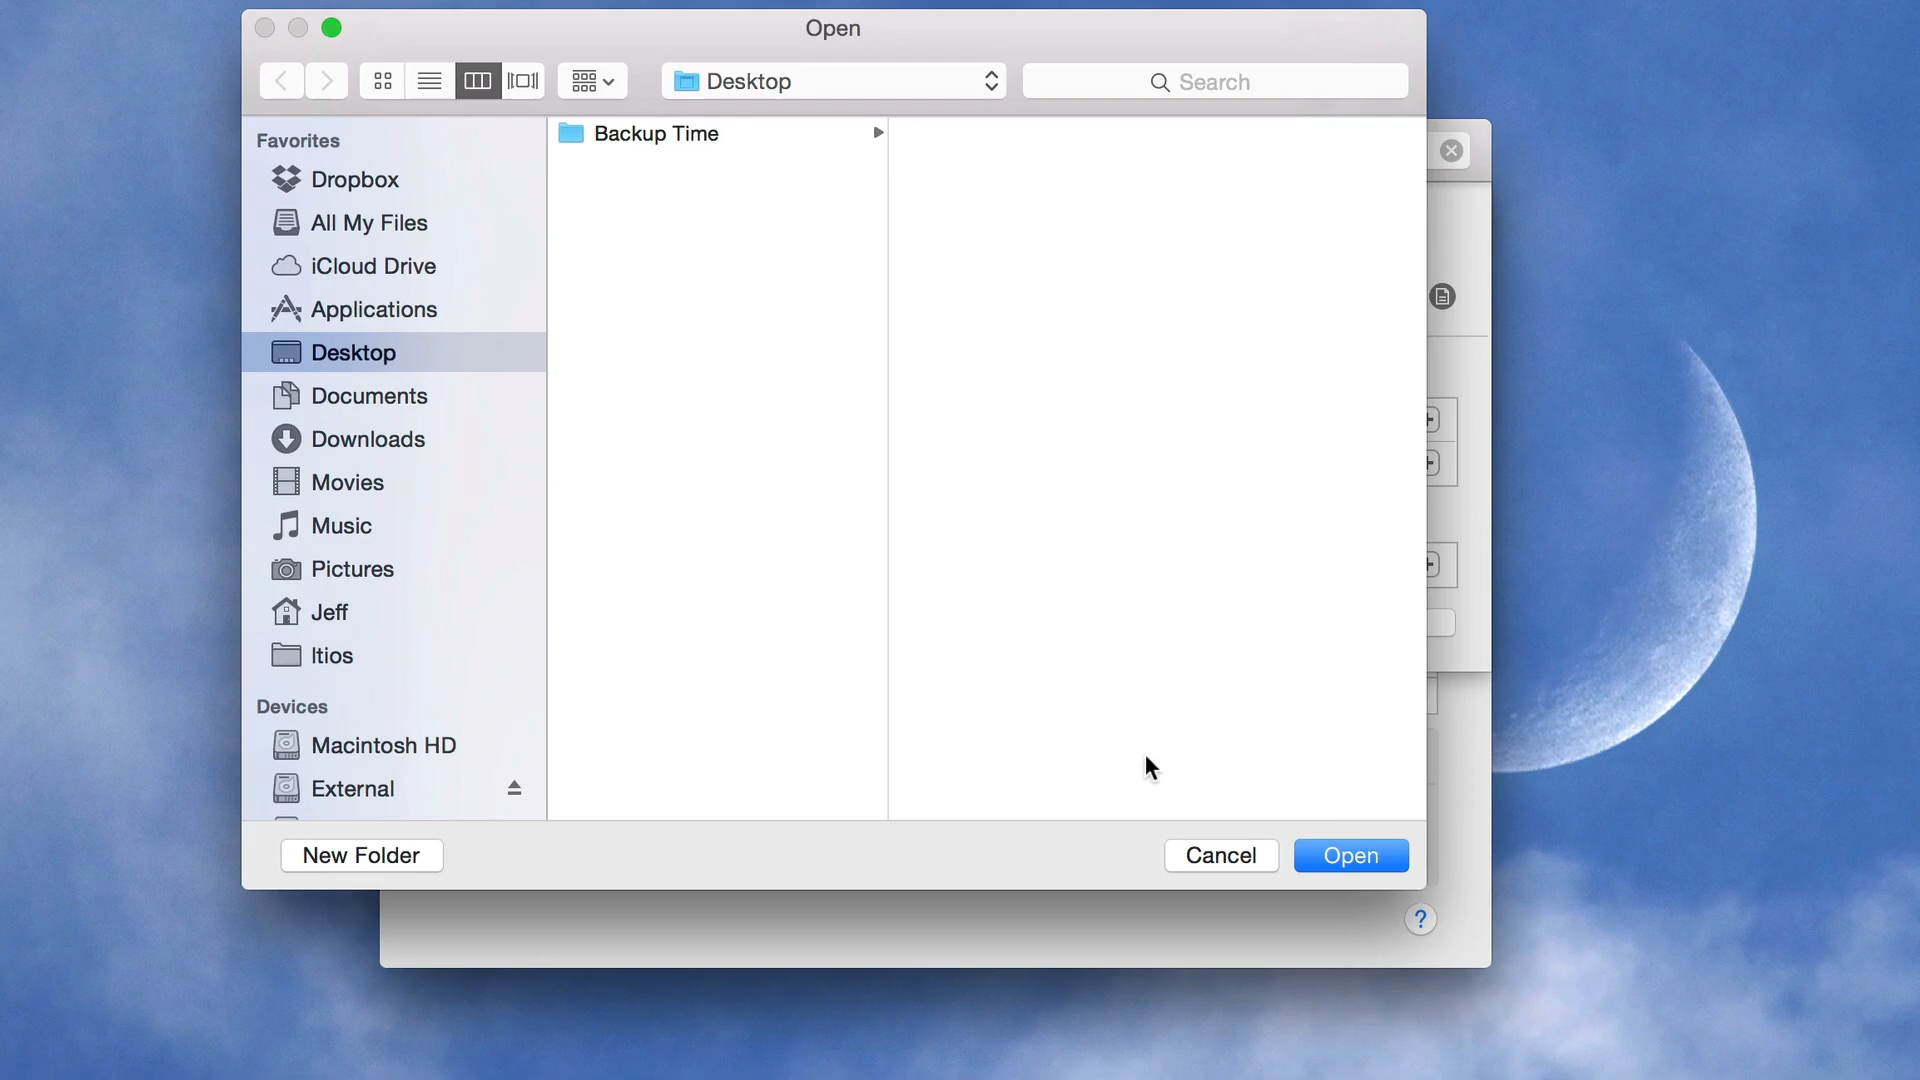 Open
Desktop
Search
Favorites
Backup Time
Dropbox
All My Files
iCloud Drive
Applications
Desktop
Documents
Downloads
Movies
Music
Pictures
Jeff
ltios
Devices
Macintosh HD
External
New Folder
Cancel
Open
?